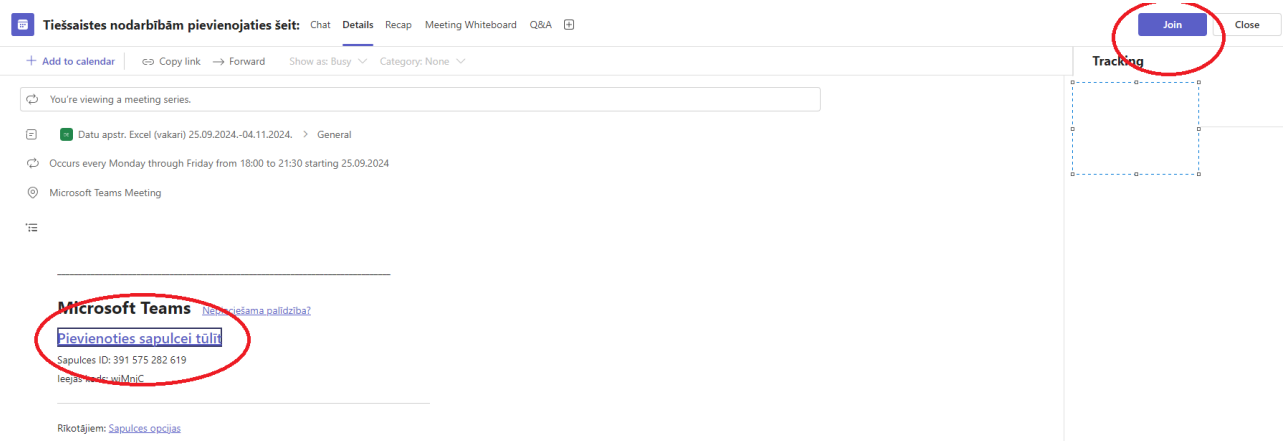 Tiešsaistes nodarbībām pievienojaties šeit: Chat Details Recap Meeting Whiteboard Q&A Join Close
Add to calendar Copy link Forward Show as: Busy Category: None Tracking
You're viewing a meeting series.
Datu apstr. Excel (vakari) 25.09.2024.-04.11.2024. > General
Occurs every Monday through Friday from 18:00 to 21:30 starting 25.09.2024
Microsoft Teams Meeting
Microsoft Teams Nepieciešama palīdzība?
Pievienoties sapulcei tūlīt
Sapulces ID: 391 575 282 619
Ieejas kods: wjMnjC
Rīkotājiem: Sapulces opcijas